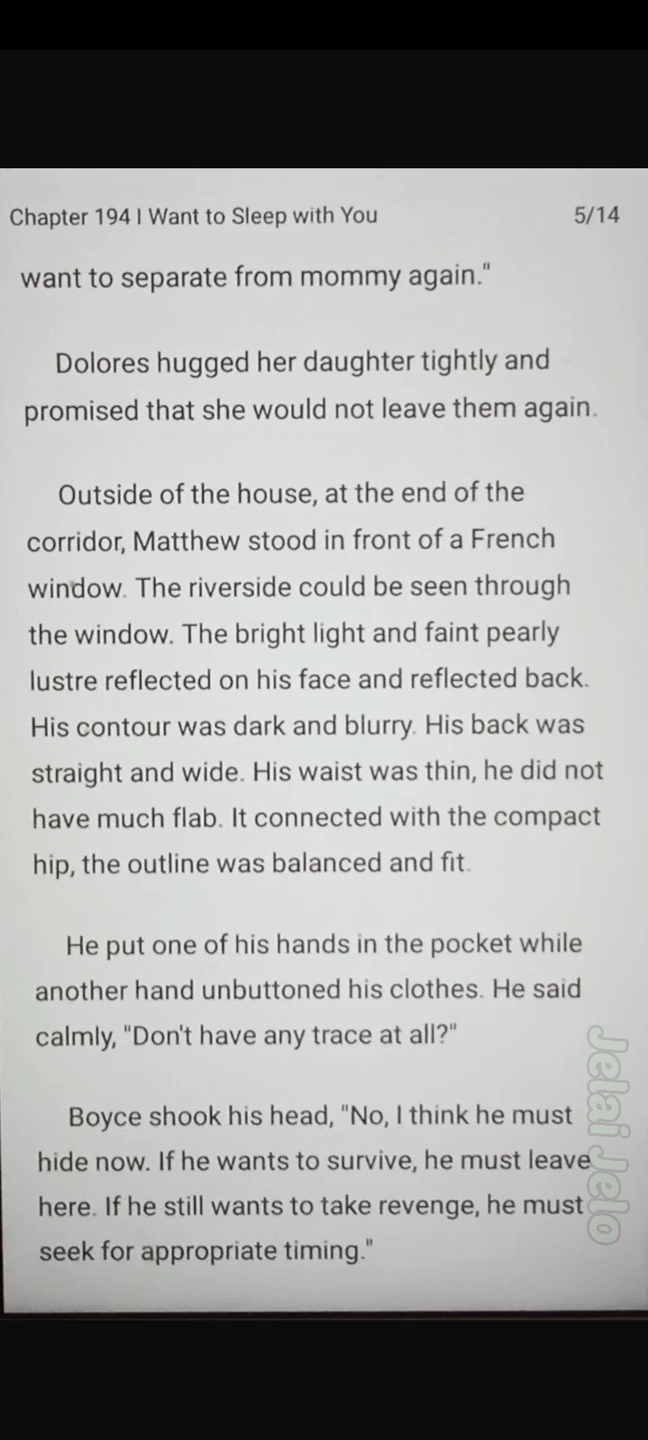 Chapter 194 I Want to Sleep with You 5/14
want to separate from mommy again."
Dolores hugged her daughter tightly and
promised that she would not leave them again.
Outside of the house, at the end of the
corridor, Matthew stood in front of a French
window. The riverside could be seen through
the window. The bright light and faint pearly
lustre reflected on his face and reflected back.
His contour was dark and blurry. His back was
straight and wide. His waist was thin, he did not
have much flab. It connected with the compact
hip, the outline was balanced and fit.
He put one of his hands in the pocket while
another hand unbuttoned his clothes. He said
calmly, "Don't have any trace at all?"
Boyce shook his head, "No, I think he must
hide now. If he wants to survive, he must leave
here. If he still wants to take revenge, he must
seek for appropriate timing."
Jelai Jelo